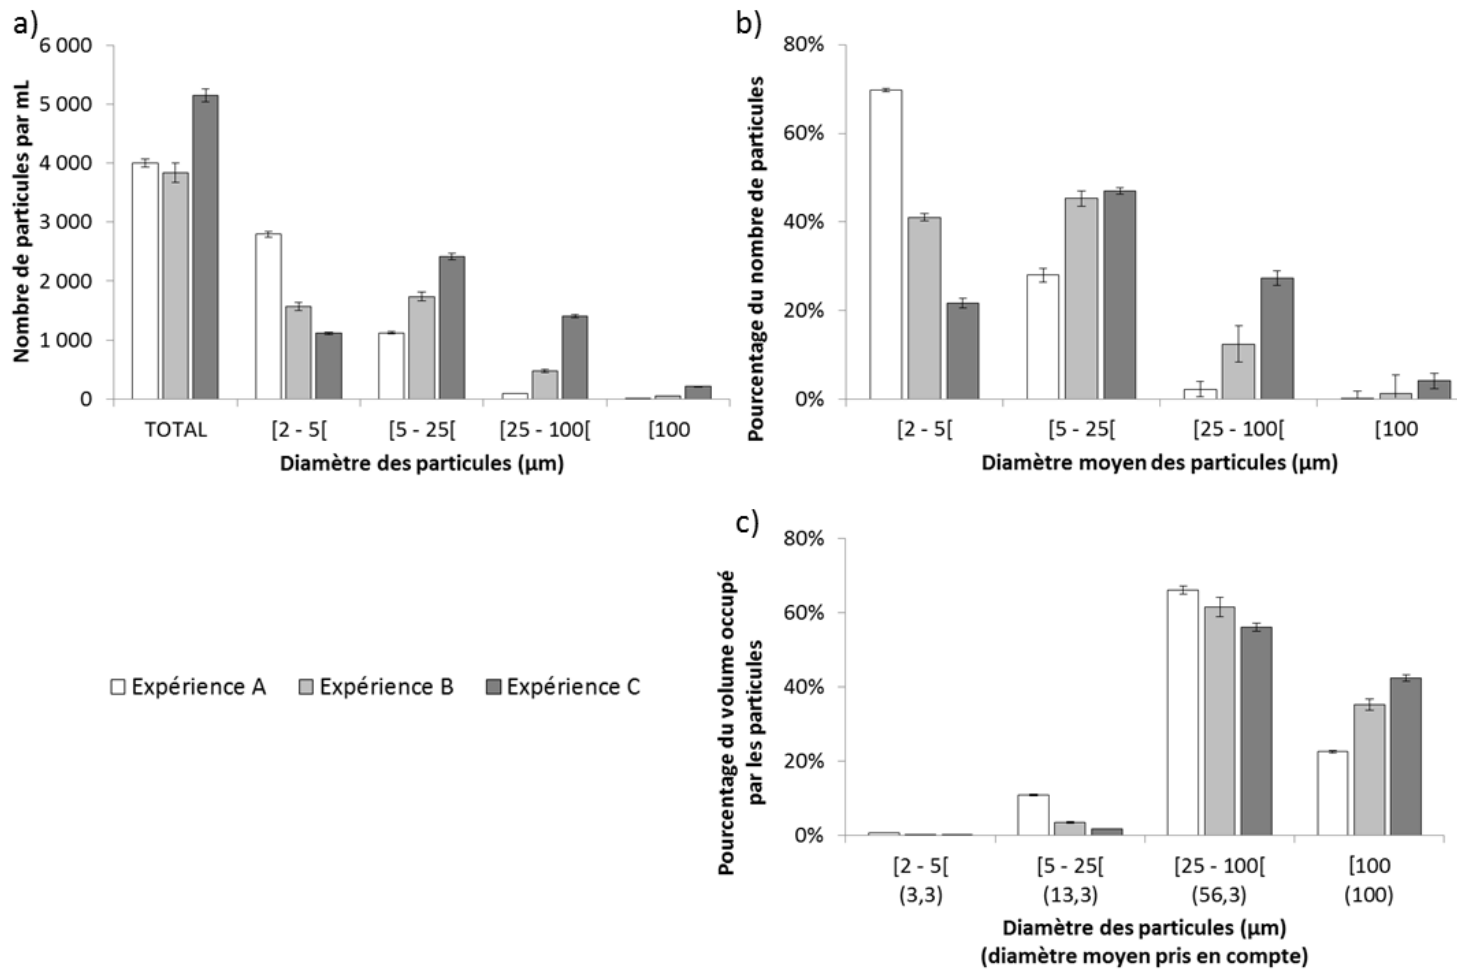 a)
Nombre de particules par mL
6 000
5 000
4 000
3 000
2 000
1 000
0
TOTAL [2 - 5[ [5 - 25[ [25 - 100[ [100
Diamètre des particules (µm)
b)
Pourcentage du nombre de particules
80%
60%
40%
20%
0%
[2 - 5[ [5 - 25[ [25 - 100[ [100
Diamètre moyen des particules (µm)
Expérience A Expérience B Expérience C
c)
Pourcentage du volume occupé
par les particules
80%
60%
40%
20%
0%
[2 - 5[ [5 - 25[ [25 - 100[ [100
(3,3) (13,3) (56,3) (100)
Diamètre des particules (µm)
(diamètre moyen pris en compte)